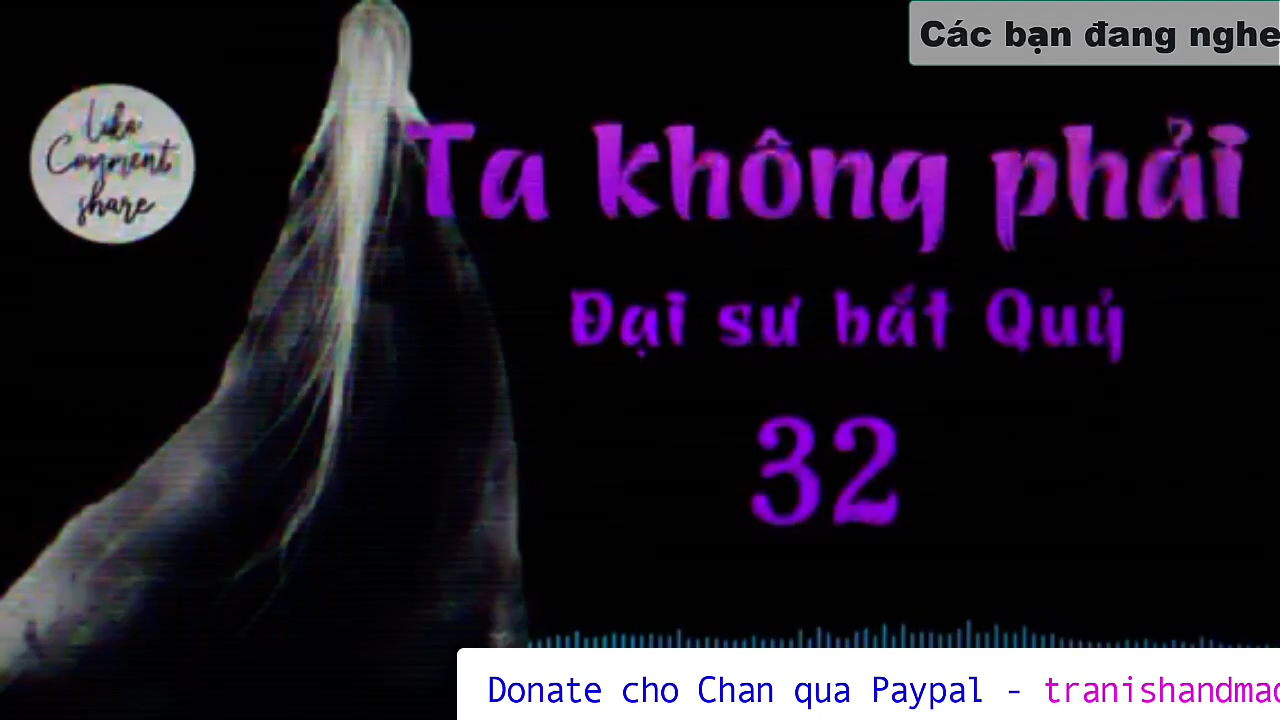 Các bạn đang nghe
Like
Comment
share
Ta không phải
Đại sư bắt Quỷ
32
Donate cho Chan qua Paypal - tranishandmad